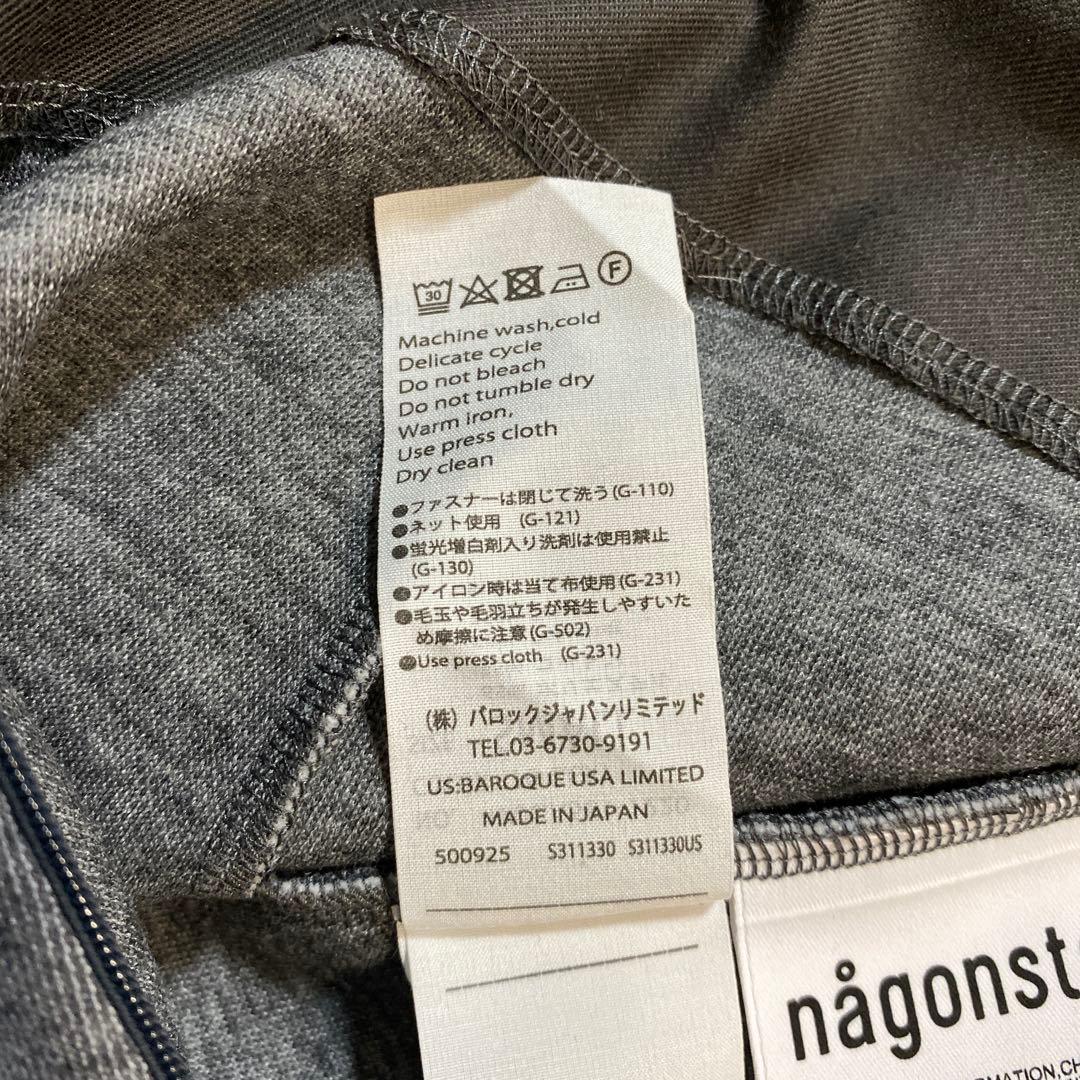 30
F
Machine wash,cold
Delicate cycle
Do not bleach
Do not tumble dry
Warm iron,
Use press cloth
Dry clean
●ファスナーは閉じて洗う(G-110)
●ネット使用 (G-121)
●蛍光増白剤入り洗剤は使用禁止
(G-130)
●アイロン時は当て布使用(G-231)
●毛玉や毛羽立ちが発生しやすいた
め摩擦に注意(G-502)
●Use press cloth (G-231)
(株) バロックジャパンリミテッド
TEL.03-6730-9191
US:BAROQUE USA LIMITED
MADE IN JAPAN
500925 S311330 S311330US
någonst
RMATION,CH